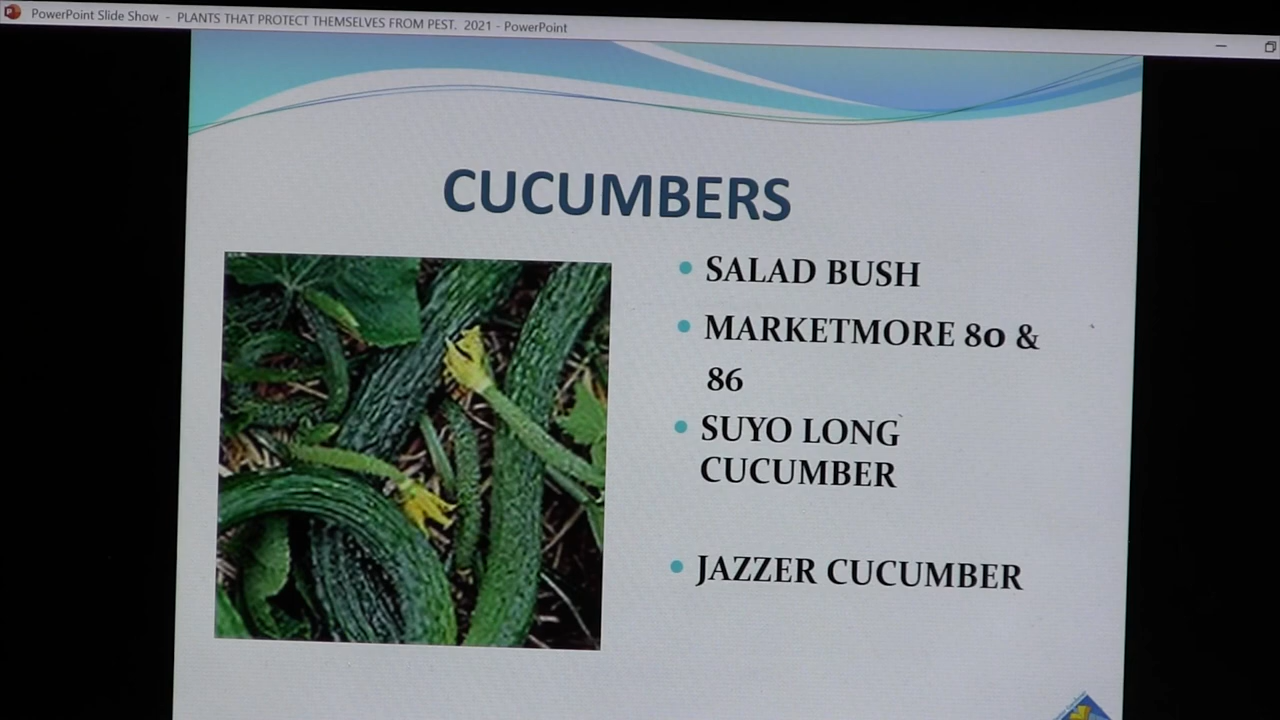 PowerPoint Slide Show - PLANTS THAT PROTECT THEMSELVES FROM PEST. 2021 - PowerPoint
CUCUMBERS
SALAD BUSH
MARKETMORE 80 &
86
SUYO LONG
CUCUMBER
JAZZER CUCUMBER